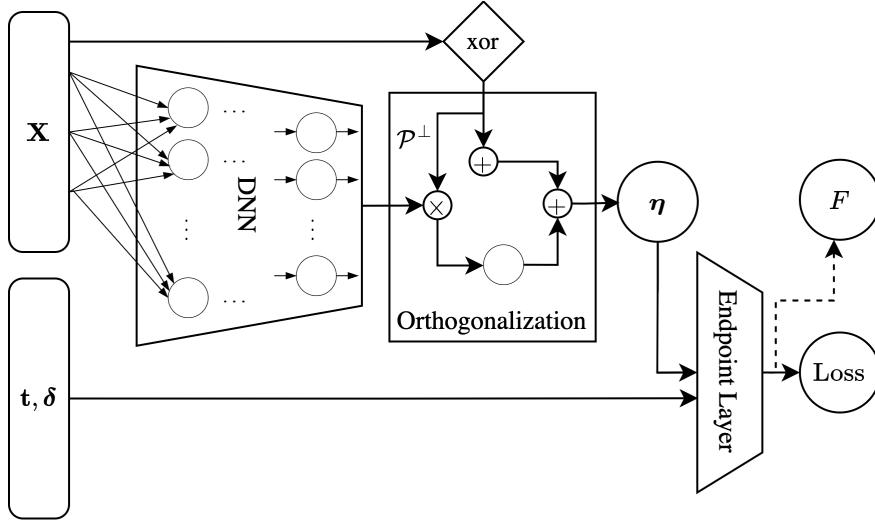 xor
X
𝒫⊥
+
DNN
×
+
η
F
Orthogonalization
t, δ
Endpoint Layer
Loss